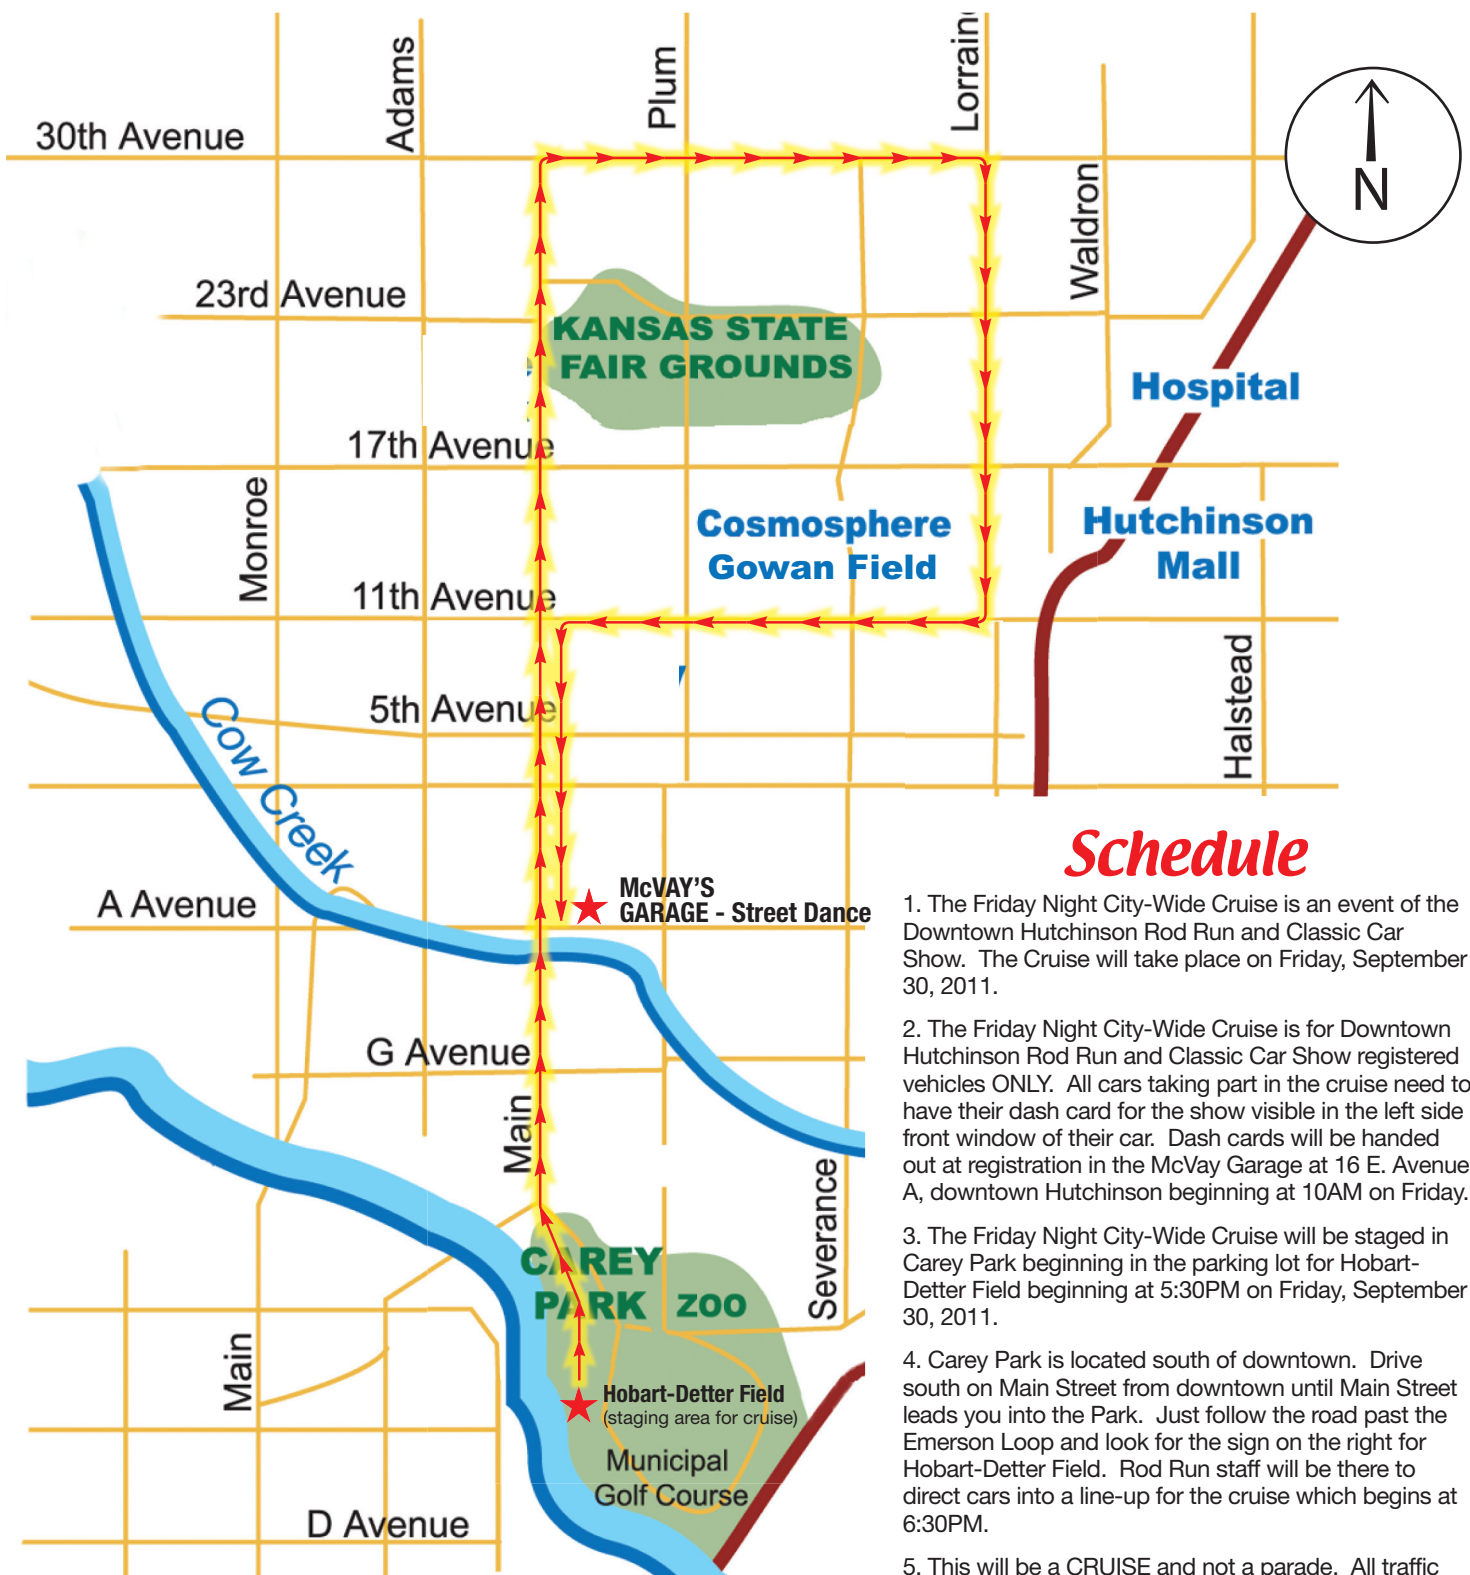 Adams
Plum
Lorrain
30th Avenue
N
Waldron
23rd Avenue
KANSAS STATE
FAIR GROUNDS
Hospital
17th Avenue
Monroe
Cosmosphere
Gowan Field
Hutchinson
Mall
11th Avenue
Halstead
5th Avenue
Cow Creek
McVAY'S
GARAGE - Street Dance
A Avenue
G Avenue
Main
Severance
CAREY
PARK ZOO
Main
Hobart-Detter Field
(staging area for cruise)
Municipal
Golf Course
D Avenue
Schedule
1. The Friday Night City-Wide Cruise is an event of the
Downtown Hutchinson Rod Run and Classic Car
Show.  The Cruise will take place on Friday, September
30, 2011.
2. The Friday Night City-Wide Cruise is for Downtown
Hutchinson Rod Run and Classic Car Show registered
vehicles ONLY.  All cars taking part in the cruise need to
have their dash card for the show visible in the left side
front window of their car.  Dash cards will be handed
out at registration in the McVay Garage at 16 E. Avenue
A, downtown Hutchinson beginning at 10AM on Friday.
3. The Friday Night City-Wide Cruise will be staged in
Carey Park beginning in the parking lot for Hobart-
Detter Field beginning at 5:30PM on Friday, September
30, 2011.
4. Carey Park is located south of downtown.  Drive
south on Main Street from downtown until Main Street
leads you into the Park.  Just follow the road past the
Emerson Loop and look for the sign on the right for
Hobart-Detter Field.  Rod Run staff will be there to
direct cars into a line-up for the cruise which begins at
6:30PM.
5. This will be a CRUISE and not a parade.  All traffic